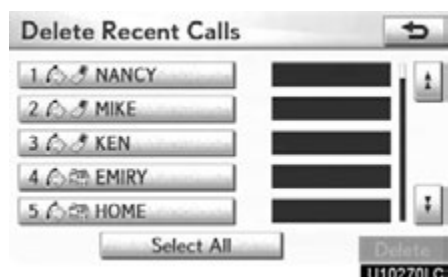 Delete Recent Calls
1 NANCY
2 MIKE
3 KEN
4 EMIRY
5 HOME
Select All
Delete
U10270LG